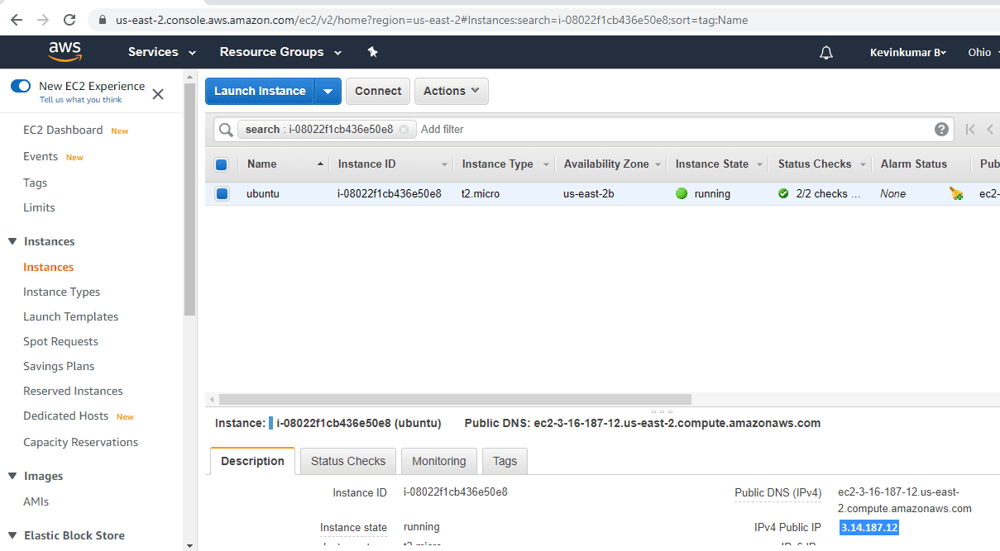 us-east-2.console.aws.amazon.com/ec2/v2/home?region=us-east-2#Instances:search=i-08022f1cb436e50e8;sort=tag:Name
aws Services Resource Groups Kevinkumar B Ohio
New EC2 Experience
Tell us what you think
EC2 Dashboard New
Events New
Tags
Limits
Instances
Instances
Instance Types
Launch Templates
Spot Requests
Savings Plans
Reserved Instances
Dedicated Hosts New
Capacity Reservations
Images
AMIs
Elastic Block Store
Launch Instance Connect Actions
search : i-08022f1cb436e50e8 Add filter
Name Instance ID Instance Type Availability Zone Instance State Status Checks Alarm Status Pub
ubuntu i-08022f1cb436e50e8 t2.micro us-east-2b running 2/2 checks ... None ec2-
Instance: i-08022f1cb436e50e8 (ubuntu) Public DNS: ec2-3-16-187-12.us-east-2.compute.amazonaws.com
Description Status Checks Monitoring Tags
Instance ID i-08022f1cb436e50e8 Public DNS (IPv4) ec2-3-16-187-12.us-east-
2.compute.amazonaws.com
Instance state running IPv4 Public IP 3.14.187.12